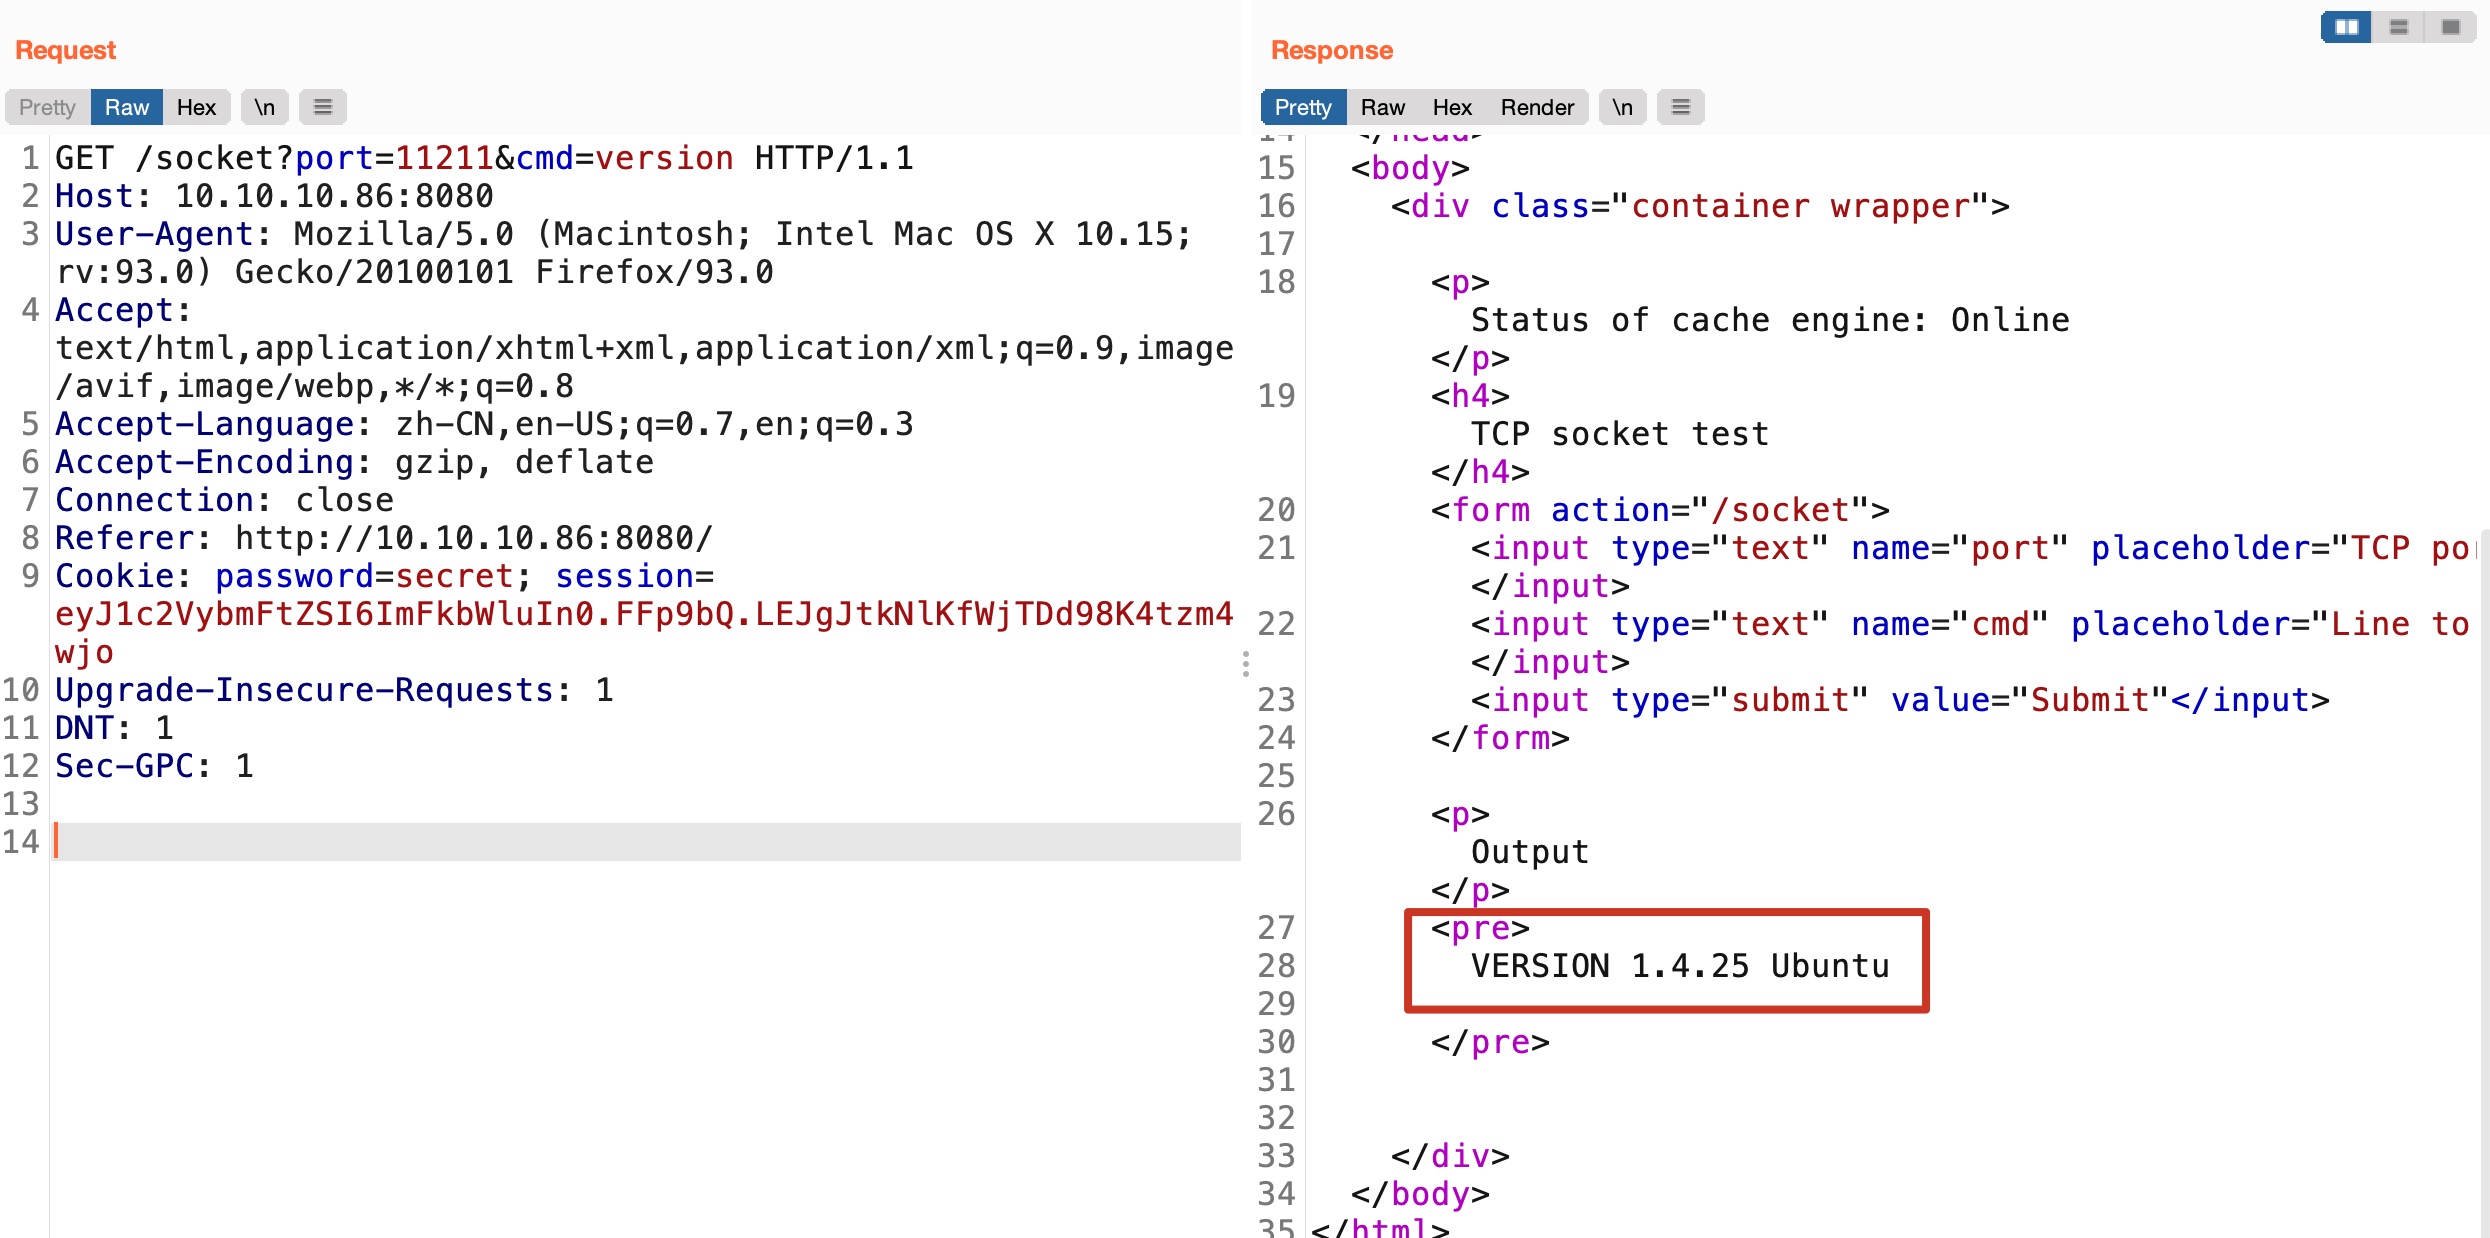 Request
Pretty Raw Hex \n
1 GET /socket?port=11211&cmd=version HTTP/1.1
2 Host: 10.10.10.86:8080
3 User-Agent: Mozilla/5.0 (Macintosh; Intel Mac OS X 10.15;
rv:93.0) Gecko/20100101 Firefox/93.0
4 Accept:
text/html,application/xhtml+xml,application/xml;q=0.9,image
/avif,image/webp,*/*;q=0.8
5 Accept-Language: zh-CN,en-US;q=0.7,en;q=0.3
6 Accept-Encoding: gzip, deflate
7 Connection: close
8 Referer: http://10.10.10.86:8080/
9 Cookie: password=secret; session=
eyJ1c2VybmFtZSI6ImFkbWluIn0.FFp9bQ.LEJgJtkNlKfWjTDd98K4tzm4
wjo
10 Upgrade-Insecure-Requests: 1
11 DNT: 1
12 Sec-GPC: 1
13
14
Response
Pretty Raw Hex Render \n
14 </head>
15 <body>
16 <div class="container wrapper">
17
18 <p>
Status of cache engine: Online
</p>
19 <h4>
TCP socket test
</h4>
20 <form action="/socket">
21 <input type="text" name="port" placeholder="TCP po
</input>
22 <input type="text" name="cmd" placeholder="Line to
</input>
23 <input type="submit" value="Submit"</input>
24 </form>
25
26 <p>
Output
</p>
27 <pre>
28 VERSION 1.4.25 Ubuntu
29
30 </pre>
31
32
33 </div>
34 </body>
35 </html>